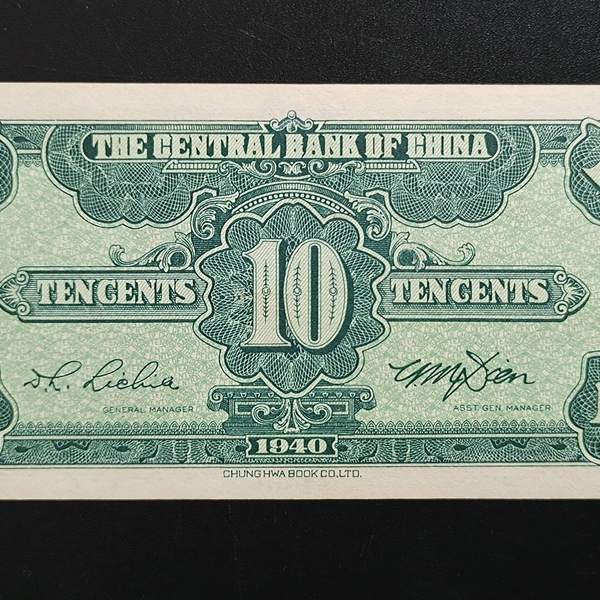 THE CENTRAL BANK OF CHINA
TEN CENTS 10 TEN CENTS
GENERAL MANAGER ASST. GEN. MANAGER
1940
CHUNG HWA BOOK CO., LTD.